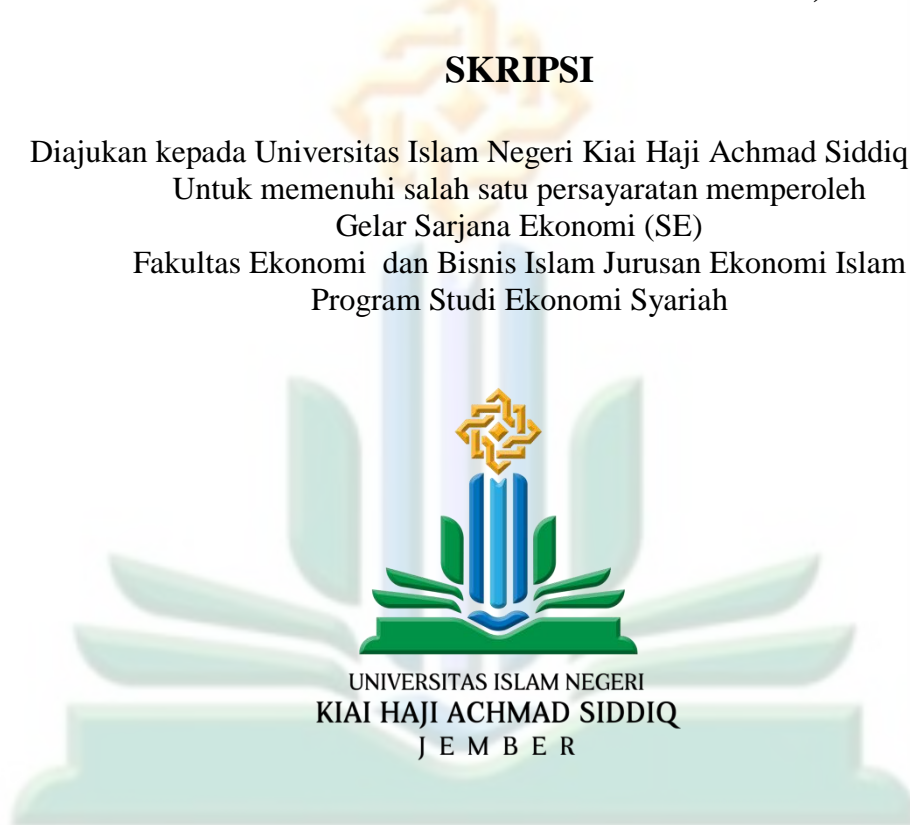 SKRIPSI
Diajukan kepada Universitas Islam Negeri Kiai Haji Achmad Siddiq
Untuk memenuhi salah satu persayaratan memperoleh
Gelar Sarjana Ekonomi (SE)
Fakultas Ekonomi dan Bisnis Islam Jurusan Ekonomi Islam
Program Studi Ekonomi Syariah
UNIVERSITAS ISLAM NEGERI
KIAI HAJI ACHMAD SIDDIQ
JEMBER